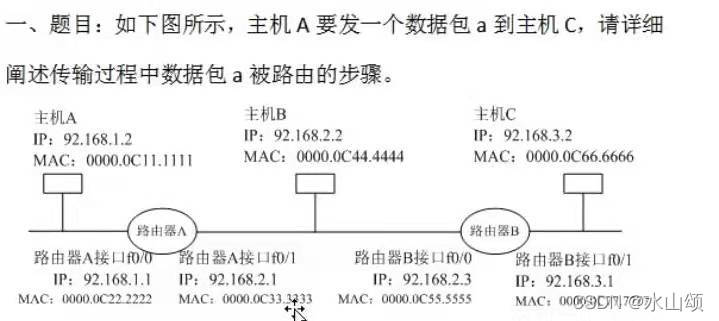 一、题目：如下图所示，主机A要发一个数据包a到主机C，请详细
阐述传输过程中数据包a被路由的步骤。
主机A
IP：92.168.1.2
MAC：0000.0C11.1111
主机B
IP：92.168.2.2
MAC：0000.0C44.4444
主机C
IP：92.168.3.2
MAC：0000.0C66.6666
路由器A
路由器B
路由器A接口f0/0
IP：92.168.1.1
MAC：0000.0C22.2222
路由器A接口f0/1
IP：92.168.2.1
MAC：0000.0C33.3333
路由器B接口f0/0
IP：92.168.2.3
MAC：0000.0C55.5555
路由器B接口f0/1
IP：92.168.3.1
MAC：
CSDN @水山颂